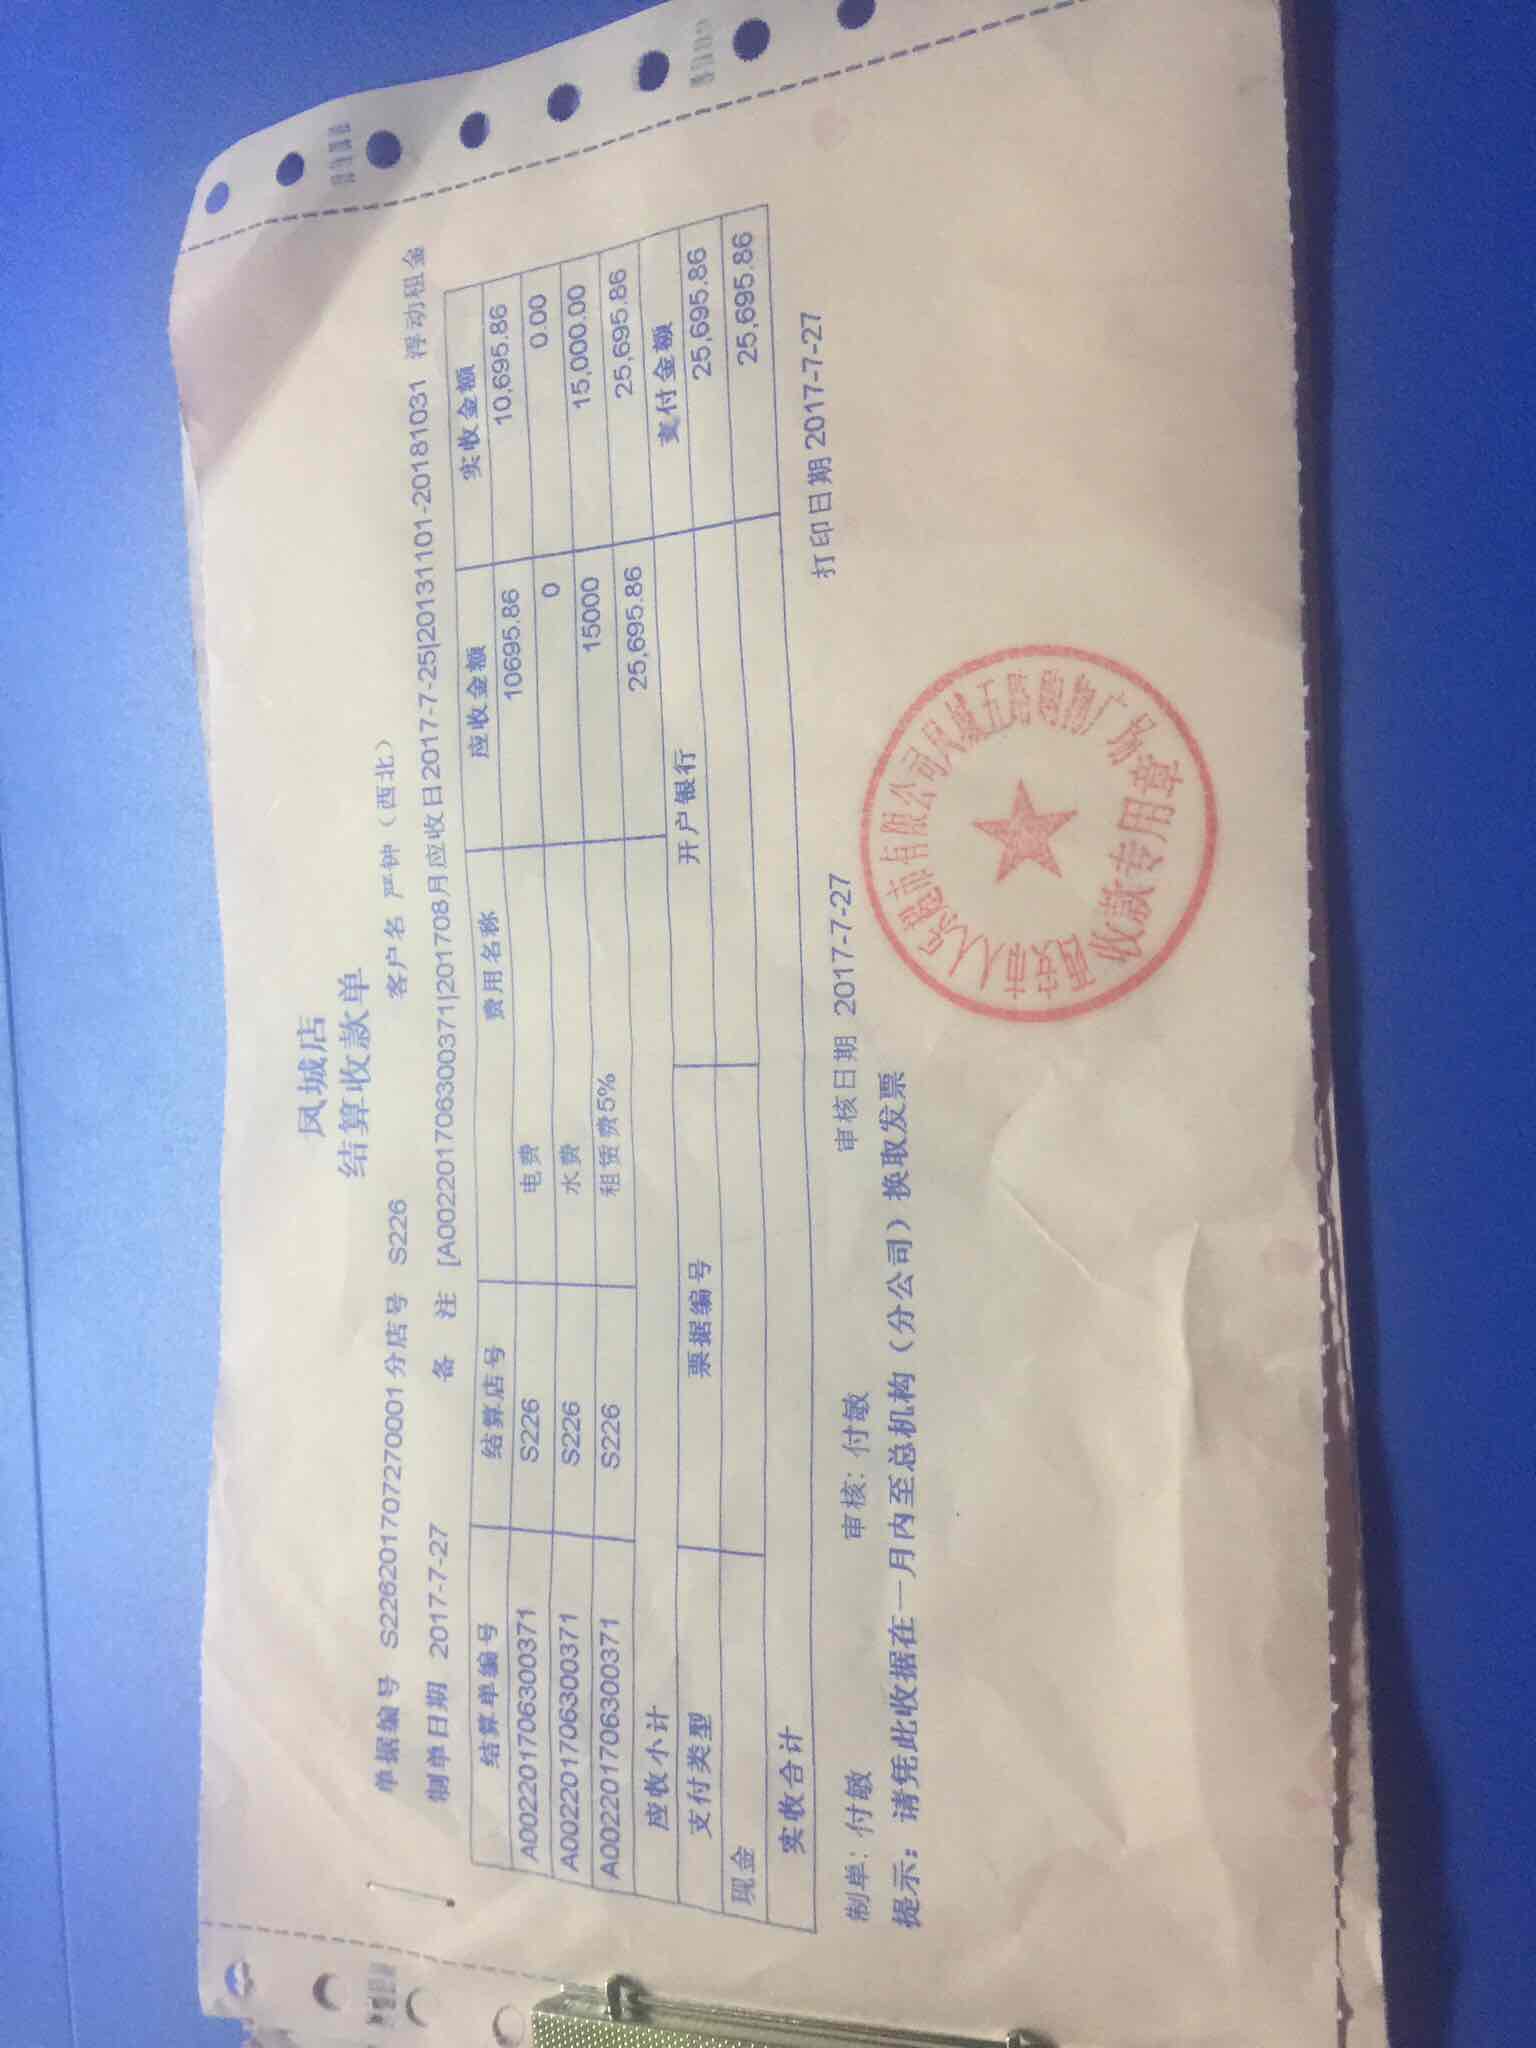 凤城店
结算收款单
单据编号 S226201707270001 分店号 S226 客户名 严钟（西北）
制单日期 2017-7-27 备 注 [A0022017063003​71|201708月应收日2017-7-25|20131101-20181031 浮动租金
结算单编号 结算店号 费用名称 应收金额 实收金额
A002201706300371 S226 电费 10695.86 10,695.86
A002201706300371 S226 水费 0 0.00
A002201706300371 S226 租赁费5% 15000 15,000.00
应收小计 25,695.86 25,695.86
支付类型 票据编号 开户银行 支付金额
现金 25,695.86
实收合计 25,695.86
制单: 付敏 审核: 付敏 审核日期 2017-7-27 打印日期 2017-7-27
提示：请凭此收据在一月内至总机构（分公司）换取发票
西安 人人乐超市有限公司凤城五路购物广场
收款专用章